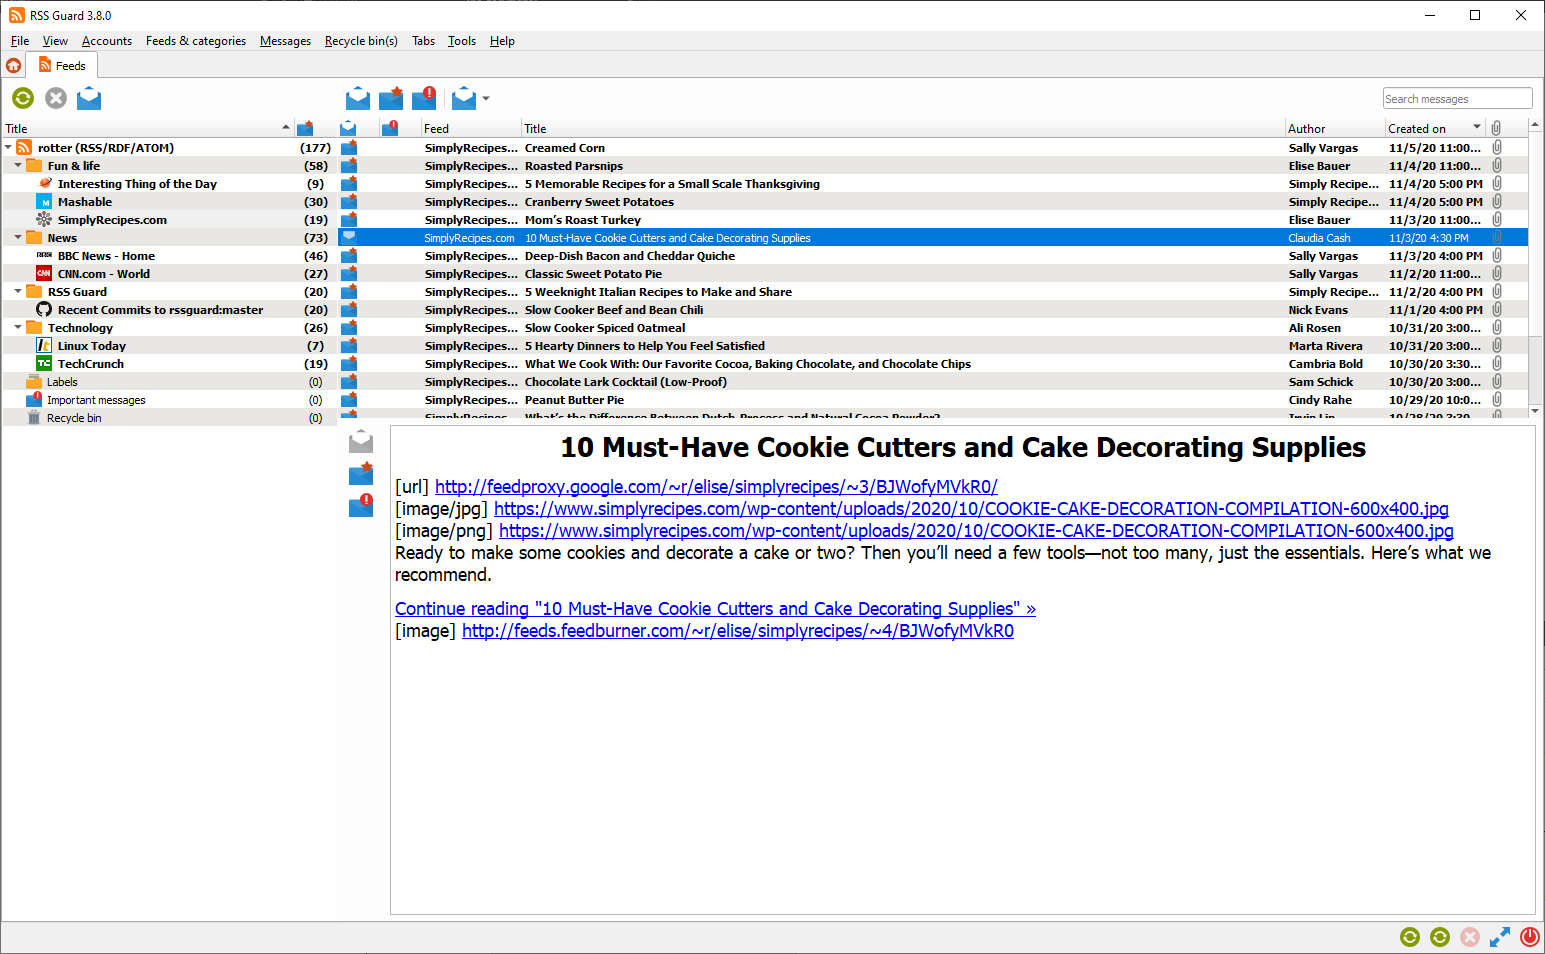 RSS Guard 3.8.0
File View Accounts Feeds & categories Messages Recycle bin(s) Tabs Tools Help
Feeds
Search messages
Title
Feed Title Author Created on
rotter (RSS/RDF/ATOM) (177)
Fun & life (58)
Interesting Thing of the Day (9)
Mashable (30)
SimplyRecipes.com (19)
News (73)
BBC News - Home (46)
CNN.com - World (27)
RSS Guard (20)
Recent Commits to rssguard:master (20)
Technology (26)
Linux Today (7)
TechCrunch (19)
Labels (0)
Important messages (0)
Recycle bin (0)
SimplyRecipes... Creamed Corn Sally Vargas 11/5/20 11:00...
SimplyRecipes... Roasted Parsnips Elise Bauer 11/4/20 11:00...
SimplyRecipes... 5 Memorable Recipes for a Small Scale Thanksgiving Simply Recipe... 11/4/20 5:00 PM
SimplyRecipes... Cranberry Sweet Potatoes Simply Recipe... 11/4/20 5:00 PM
SimplyRecipes... Mom’s Roast Turkey Elise Bauer 11/3/20 11:00...
SimplyRecipes.com 10 Must-Have Cookie Cutters and Cake Decorating Supplies Claudia Cash 11/3/20 4:30 PM
SimplyRecipes... Deep-Dish Bacon and Cheddar Quiche Sally Vargas 11/3/20 4:00 PM
SimplyRecipes... Classic Sweet Potato Pie Sally Vargas 11/2/20 11:00...
SimplyRecipes... 5 Weeknight Italian Recipes to Make and Share Simply Recipe... 11/2/20 4:00 PM
SimplyRecipes... Slow Cooker Beef and Bean Chili Nick Evans 11/1/20 4:00 PM
SimplyRecipes... Slow Cooker Spiced Oatmeal Ali Rosen 10/31/20 3:00...
SimplyRecipes... 5 Hearty Dinners to Help You Feel Satisfied Marta Rivera 10/31/20 3:00...
SimplyRecipes... What We Cook With: Our Favorite Cocoa, Baking Chocolate, and Chocolate Chips Cambria Bold 10/30/20 3:30...
SimplyRecipes... Chocolate Lark Cocktail (Low-Proof) Sam Schick 10/30/20 3:00...
SimplyRecipes... Peanut Butter Pie Cindy Rahe 10/29/20 10:0...
SimplyRecipes... What’s the Difference Between Dutch-Process and Natural Cocoa Powder? Irvin Lin 10/28/20 3:30...
10 Must-Have Cookie Cutters and Cake Decorating Supplies
[url] http://feedproxy.google.com/~r/elise/simplyrecipes/~3/BJWofyMVkR0/
[image/jpg] https://www.simplyrecipes.com/wp-content/uploads/2020/10/COOKIE-CAKE-DECORATION-COMPILATION-600x400.jpg
[image/png] https://www.simplyrecipes.com/wp-content/uploads/2020/10/COOKIE-CAKE-DECORATION-COMPILATION-600x400.jpg
Ready to make some cookies and decorate a cake or two? Then you’ll need a few tools—not too many, just the essentials. Here’s what we
recommend.
Continue reading "10 Must-Have Cookie Cutters and Cake Decorating Supplies" »
[image] http://feeds.feedburner.com/~r/elise/simplyrecipes/~4/BJWofyMVkR0